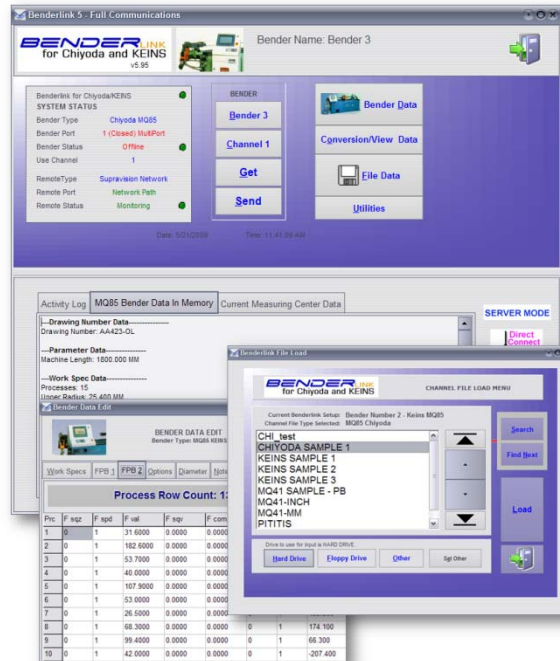 Benderlink 5 - Full Communications
BENDERLINK
for Chiyoda and KEINS
v5.95
Bender Name: Bender 3
Benderlink for Chiyoda/KEINS
SYSTEM STATUS
Bender Type Chiyoda MQ85
Bender Port 1 (Closed) MultiPort
Bender Status Offline
Use Channel 1
RemoteType Supravision Network
Remote Port Network Path
Remote Status Monitoring
BENDER
Bender 3
Channel 1
Get
Send
Bender Data
Conversion/View Data
File Data
Utilities
Date: 5/21/2009 Time: 11:41:09 AM
Activity Log MQ85 Bender Data In Memory Current Measuring Center Data
---Drawing Number Data---------------
Drawing Number: AA423-OL
---Parameter Data---------------
Machine Length: 1800.000 MM
---Work Spec Data---------------
Processes: 15
Upper Radius: 25.400 MM
SERVER MODE
Direct
Connect
Bender Data Edit
BENDER DATA EDIT
Bender Type: MQ85 KEINS
Work Specs FPB 1 FPB 2 Options Diameter
Process Row Count:
Prc F sqz F spd F val F sqv F com
1 0 1 31.6000 0.0000 0.0000
2 0 1 182.6000 0.0000 0.0000
3 0 1 53.7000 0.0000 0.0000
4 0 1 40.0000 0.0000 0.0000
5 0 1 107.9000 0.0000 0.0000
6 0 1 53.0000 0.0000 0.0000
7 0 1 26.5000 0.0000 0.0000
8 0 1 68.3000 0.0000 0.0000 0 1 174.100
9 0 1 99.4000 0.0000 0.0000 0 1 66.300
10 0 1 42.0000 0.0000 0.0000 0 1 -207.400
Benderlink File Load
BENDERLINK
for Chiyoda and KEINS
CHANNEL FILE LOAD MENU
Current Benderlink Setup: Bender Number 2 - Keins MQ85
Channel File Type Selected: MQ85 Chiyoda
CHI_test
CHIYODA SAMPLE 1
KEINS SAMPLE 1
KEINS SAMPLE 2
KEINS SAMPLE 3
MQ41 SAMPLE - PB
MQ41-INCH
MQ41-MM
PITITIS
Search
Find Next
Load
Drive to use for input is HARD DRIVE.
Hard Drive Floppy Drive Other Sgl Other